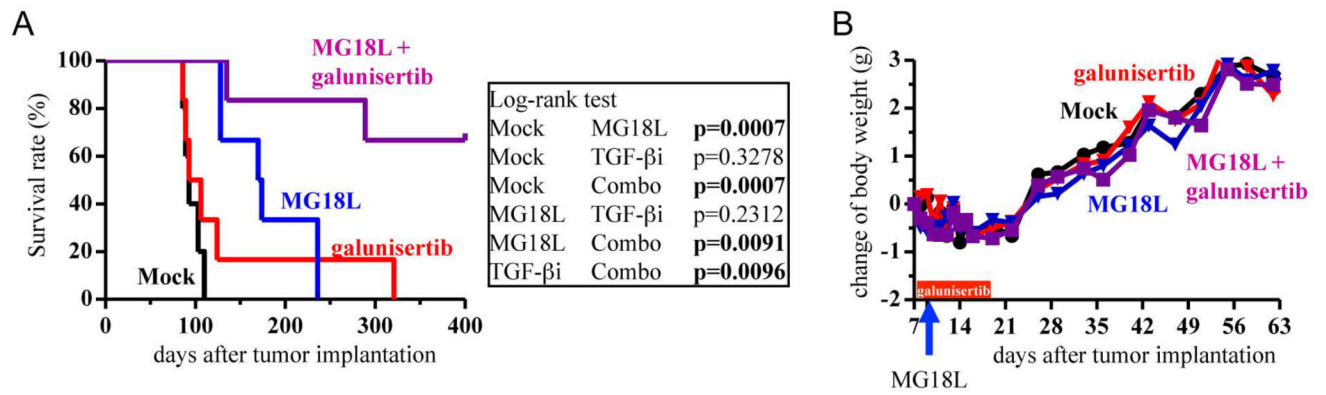 A
Survival rate (%)
100
80
60
40
20
0
0 100 200 300 400
days after tumor implantation
MG18L +
galunisertib
MG18L
galunisertib
Mock
Log-rank test
Mock MG18L p=0.0007
Mock TGF-βi p=0.3278
Mock Combo p=0.0007
MG18L TGF-βi p=0.2312
MG18L Combo p=0.0091
TGF-βi Combo p=0.0096
B
change of body weight (g)
3
2
1
0
-1
-2
7 14 21 28 35 42 49 56 63
days after tumor implantation
galunisertib
Mock
MG18L +
galunisertib
MG18L
galunisertib
MG18L